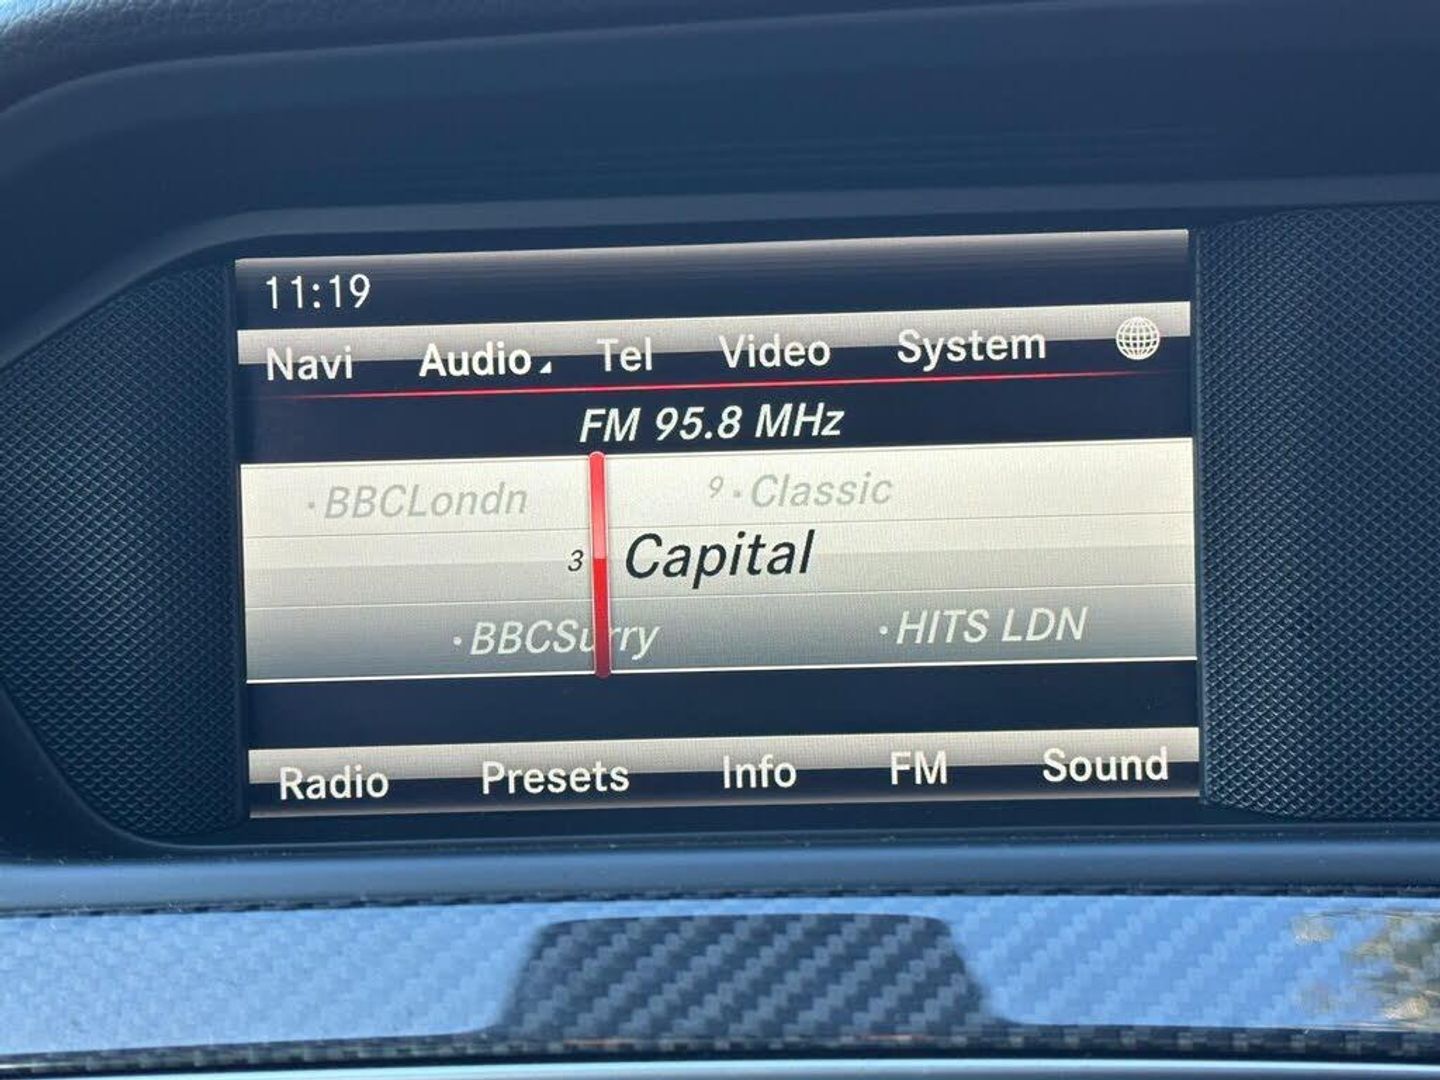 11:19
Navi Audio Tel Video System
FM 95.8 MHz
·BBCLondn 9 ·Classic
3 Capital
·BBCSurry ·HITS LDN
Radio Presets Info FM Sound